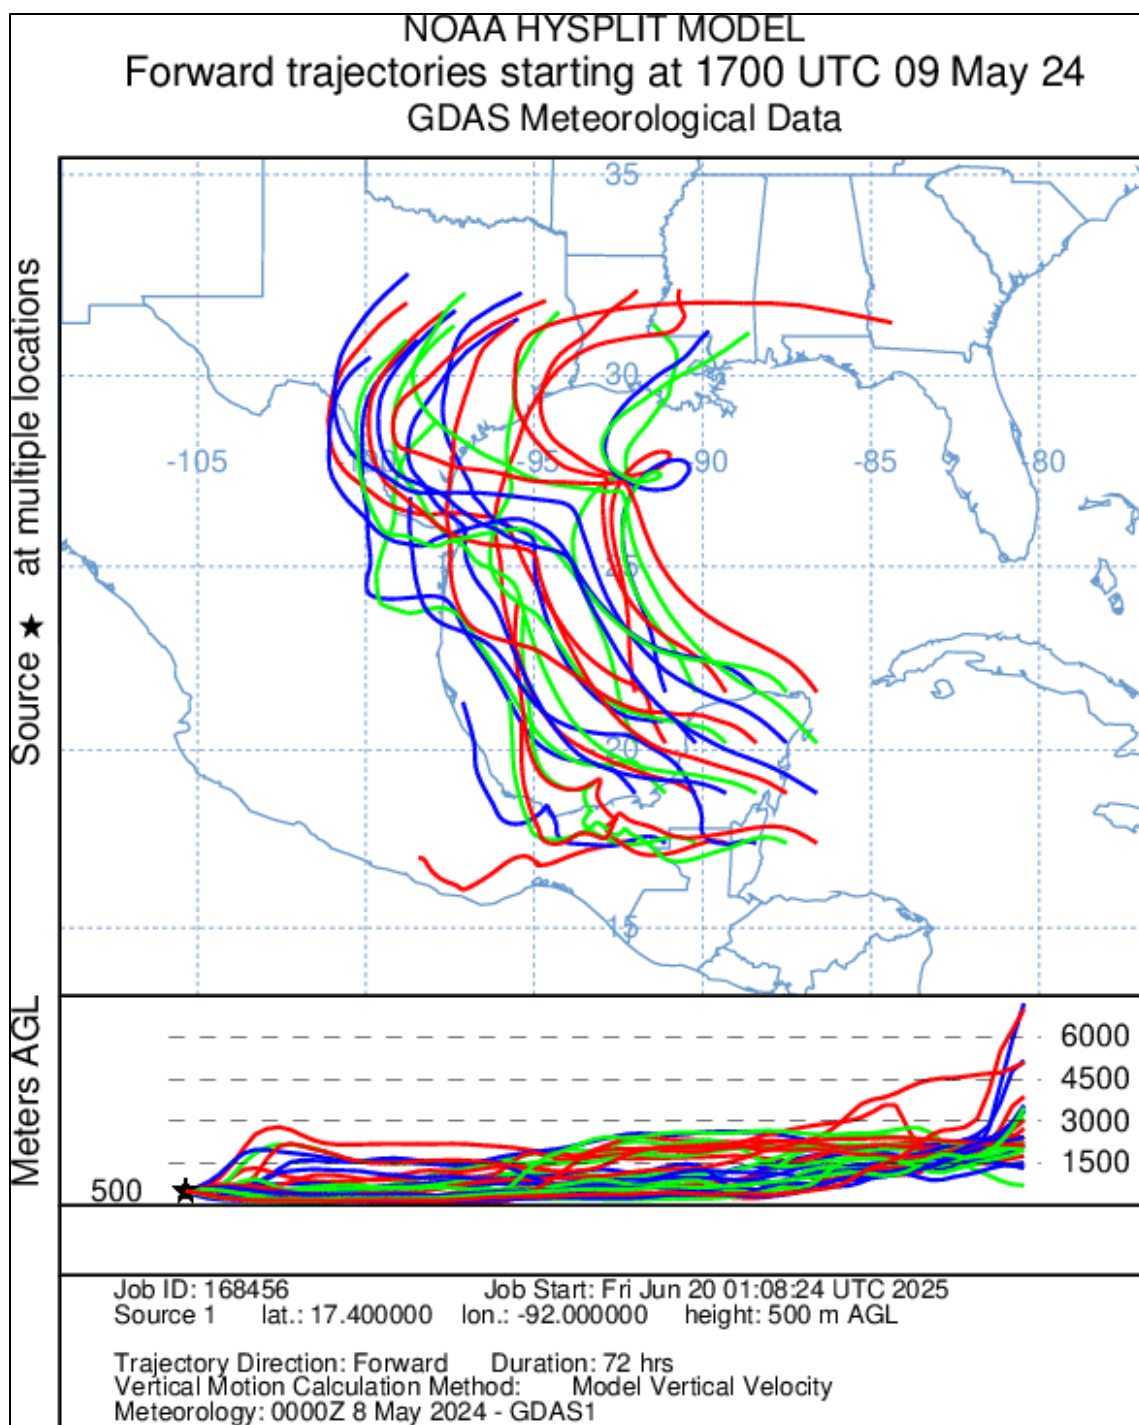 NOAA HYSPLIT MODEL
Forward trajectories starting at 1700 UTC 09 May 24
GDAS Meteorological Data
Source ★ at multiple locations
35
30
-105
-95
-90
-85
-80
25
20
15
Meters AGL
6000
4500
3000
1500
500
Job ID: 168456 Job Start: Fri Jun 20 01:08:24 UTC 2025
Source 1 lat.: 17.400000 lon.: -92.000000 height: 500 m AGL
Trajectory Direction: Forward Duration: 72 hrs
Vertical Motion Calculation Method: Model Vertical Velocity
Meteorology: 0000Z 8 May 2024 - GDAS1